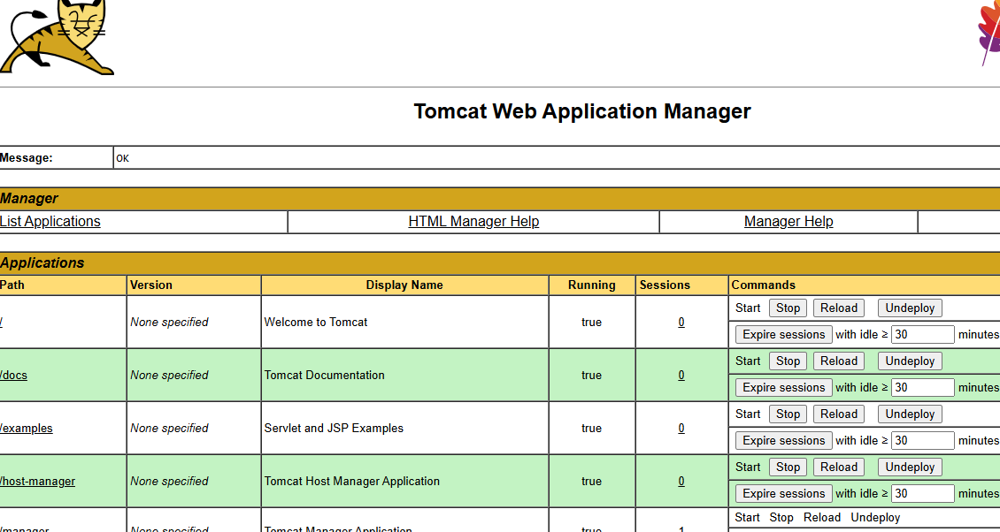 Tomcat Web Application Manager
Message: OK
Manager
List Applications HTML Manager Help Manager Help
Applications
Path Version Display Name Running Sessions Commands
/ None specified Welcome to Tomcat true 0 Start Stop Reload Undeploy
Expire sessions with idle ≥ 30 minutes
/docs None specified Tomcat Documentation true 0 Start Stop Reload Undeploy
Expire sessions with idle ≥ 30 minutes
/examples None specified Servlet and JSP Examples true 0 Start Stop Reload Undeploy
Expire sessions with idle ≥ 30 minutes
/host-manager None specified Tomcat Host Manager Application true 0 Start Stop Reload Undeploy
Expire sessions with idle ≥ 30 minutes
Start Stop Reload Undeploy
/manager None specified Tomcat Manager Application true 1